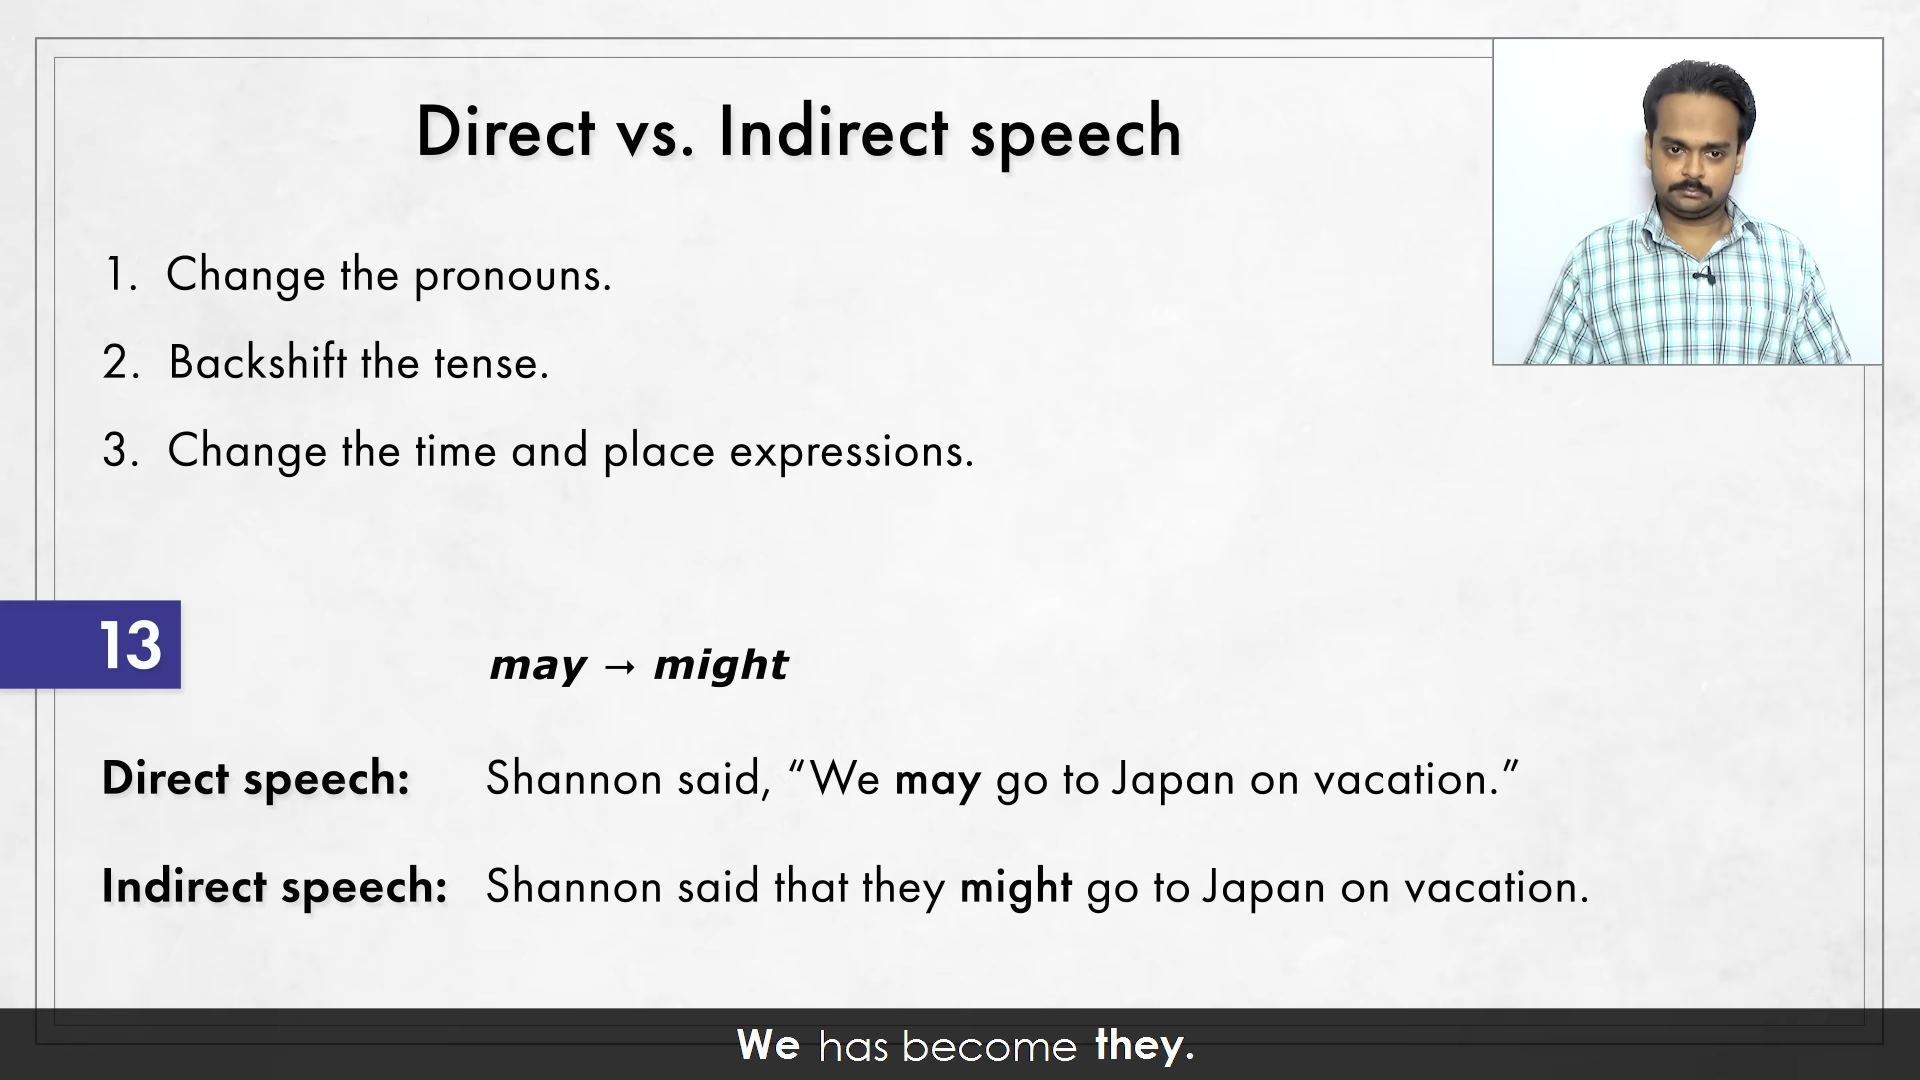 Direct vs. Indirect speech
1. Change the pronouns.
2. Backshift the tense.
3. Change the time and place expressions.
13
may → might
Direct speech: Shannon said, “We may go to Japan on vacation.”
Indirect speech: Shannon said that they might go to Japan on vacation.
We has become they.